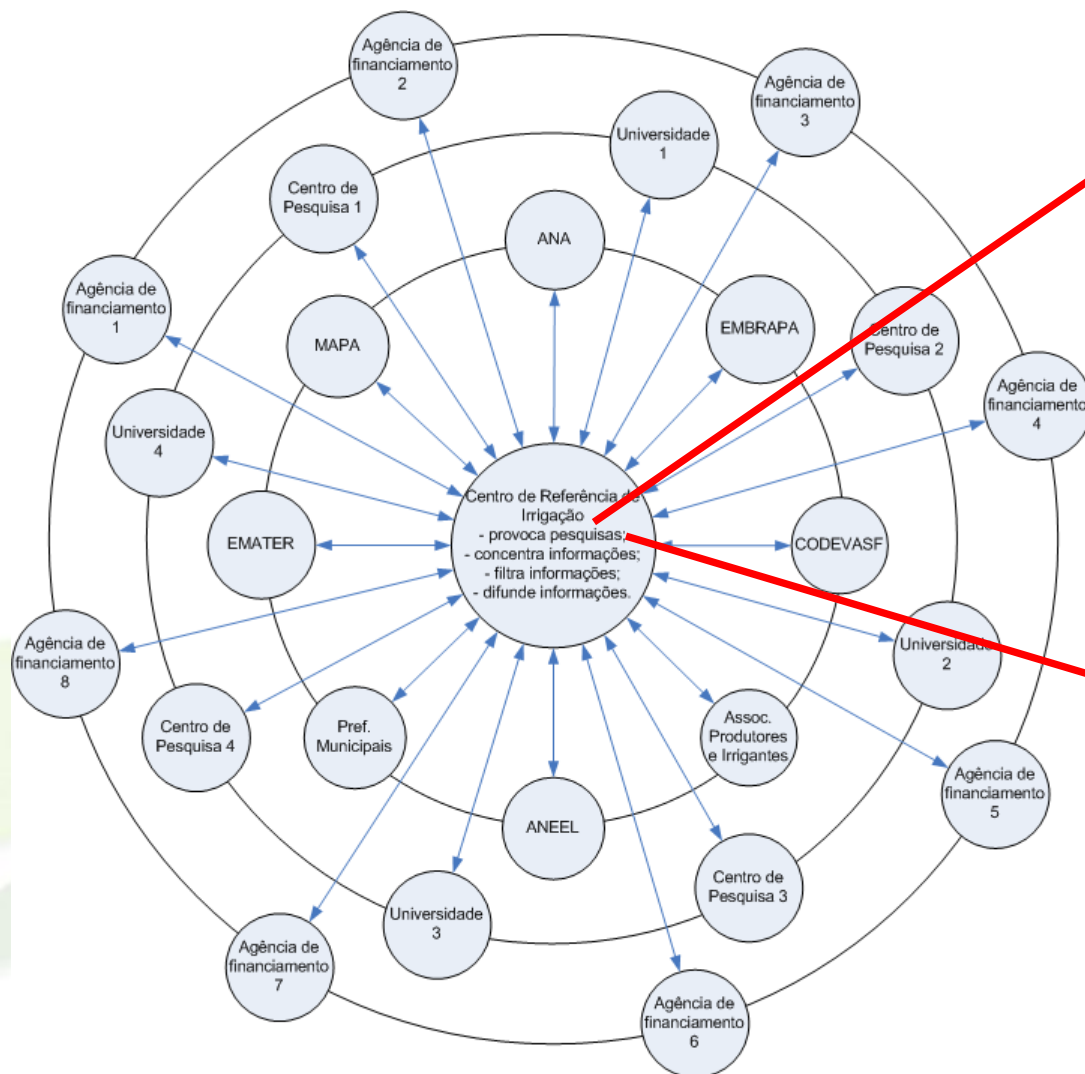 Agência de
financiamento
2
Agência de
financiamento
3
Universidade
1
Centro de
Pesquisa 1
ANA
Agência de
financiamento
1
EMBRAPA
Centro de
Pesquisa 2
MAPA
Agência de
financiamento
4
Universidade
4
Centro de Referência de
Irrigação
- provoca pesquisas;
- concentra informações;
- filtra informações;
- difunde informações.
EMATER
CODEVASF
Agência de
financiamento
8
Universidade
2
Centro de
Pesquisa 4
Pref.
Municipais
Assoc.
Produtores
e Irrigantes
Agência de
financiamento
5
ANEEL
Centro de
Pesquisa 3
Universidade
3
Agência de
financiamento
7
Agência de
financiamento
6